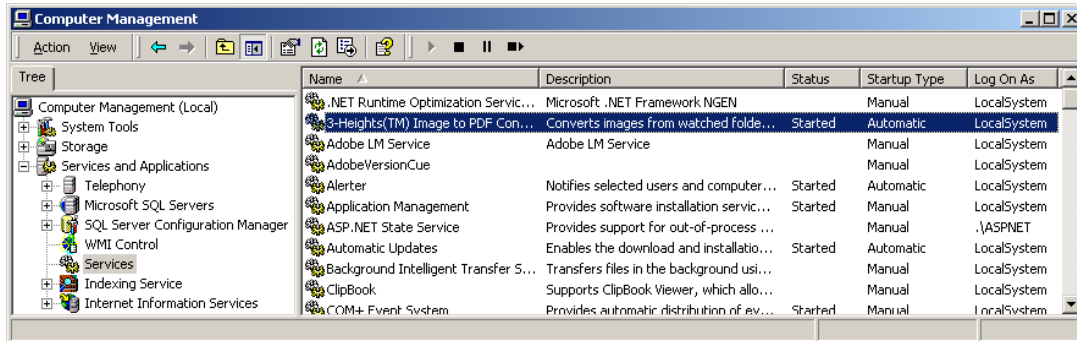 Computer Management
Action View
Tree
Name Description Status Startup Type Log On As
Computer Management (Local)
System Tools
Storage
Services and Applications
Telephony
Microsoft SQL Servers
SQL Server Configuration Manager
WMI Control
Services
Indexing Service
Internet Information Services
.NET Runtime Optimization Servic... Microsoft .NET Framework NGEN Manual LocalSystem
3-Heights(TM) Image to PDF Con... Converts images from watched folde... Started Automatic LocalSystem
Adobe LM Service Adobe LM Service Manual LocalSystem
AdobeVersionCue Manual LocalSystem
Alerter Notifies selected users and computer... Started Automatic LocalSystem
Application Management Provides software installation servic... Started Manual LocalSystem
ASP.NET State Service Provides support for out-of-process ... Manual .\ASPNET
Automatic Updates Enables the download and installatio... Started Automatic LocalSystem
Background Intelligent Transfer S... Transfers files in the background usi... Manual LocalSystem
ClipBook Supports ClipBook Viewer, which allo... Manual LocalSystem
COM+ Event System Provides automatic distribution of ev... Started Manual LocalSystem